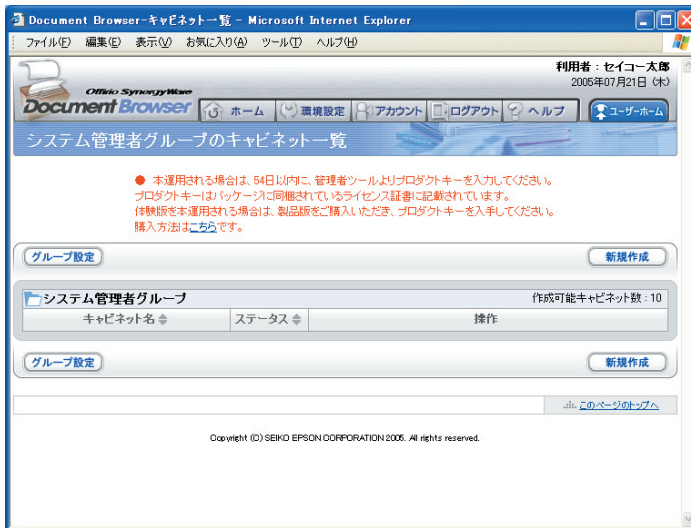 Document Browser-キャビネット一覧 - Microsoft Internet Explorer
ファイル(F) 編集(E) 表示(V) お気に入り(A) ツール(T) ヘルプ(H)
利用者：セイコー太郎
2005年07月21日 (木)
Offirio SynergyWare
Document Browser
ホーム 環境設定 アカウント ログアウト ヘルプ ユーザーホーム
システム管理者グループのキャビネット一覧
● 本運用される場合は、54日以内に、管理者ツールよりプロダクトキーを入力してください。
プロダクトキーはパッケージに同梱されているライセンス証書に記載されています。
体験版を本運用される場合は、製品版をご購入いただき、プロダクトキーを入手してください。
購入方法はこちらです。
グループ設定 新規作成
システム管理者グループ 作成可能キャビネット数：10
キャビネット名 ステータス 操作
グループ設定 新規作成
このページのトップへ
Copyright (C) SEIKO EPSON CORPORATION 2005. All rights reserved.